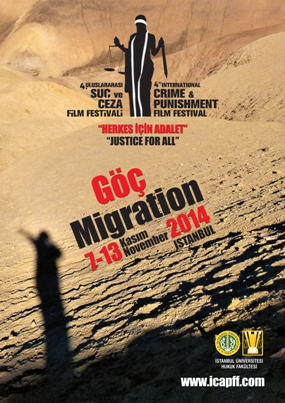 4.ULUSLARARASI
SUÇ ve
CEZA
FİLM FESTİVALİ
4th INTERNATIONAL
CRIME &
PUNISHMENT
FILM FESTIVAL
"HERKES İÇİN ADALET"
"JUSTICE FOR ALL"
GÖÇ
Migration
7-13 Kasım November 2014
İSTANBUL
İSTANBUL ÜNİVERSİTESİ
HUKUK FAKÜLTESİ
www.icapff.com